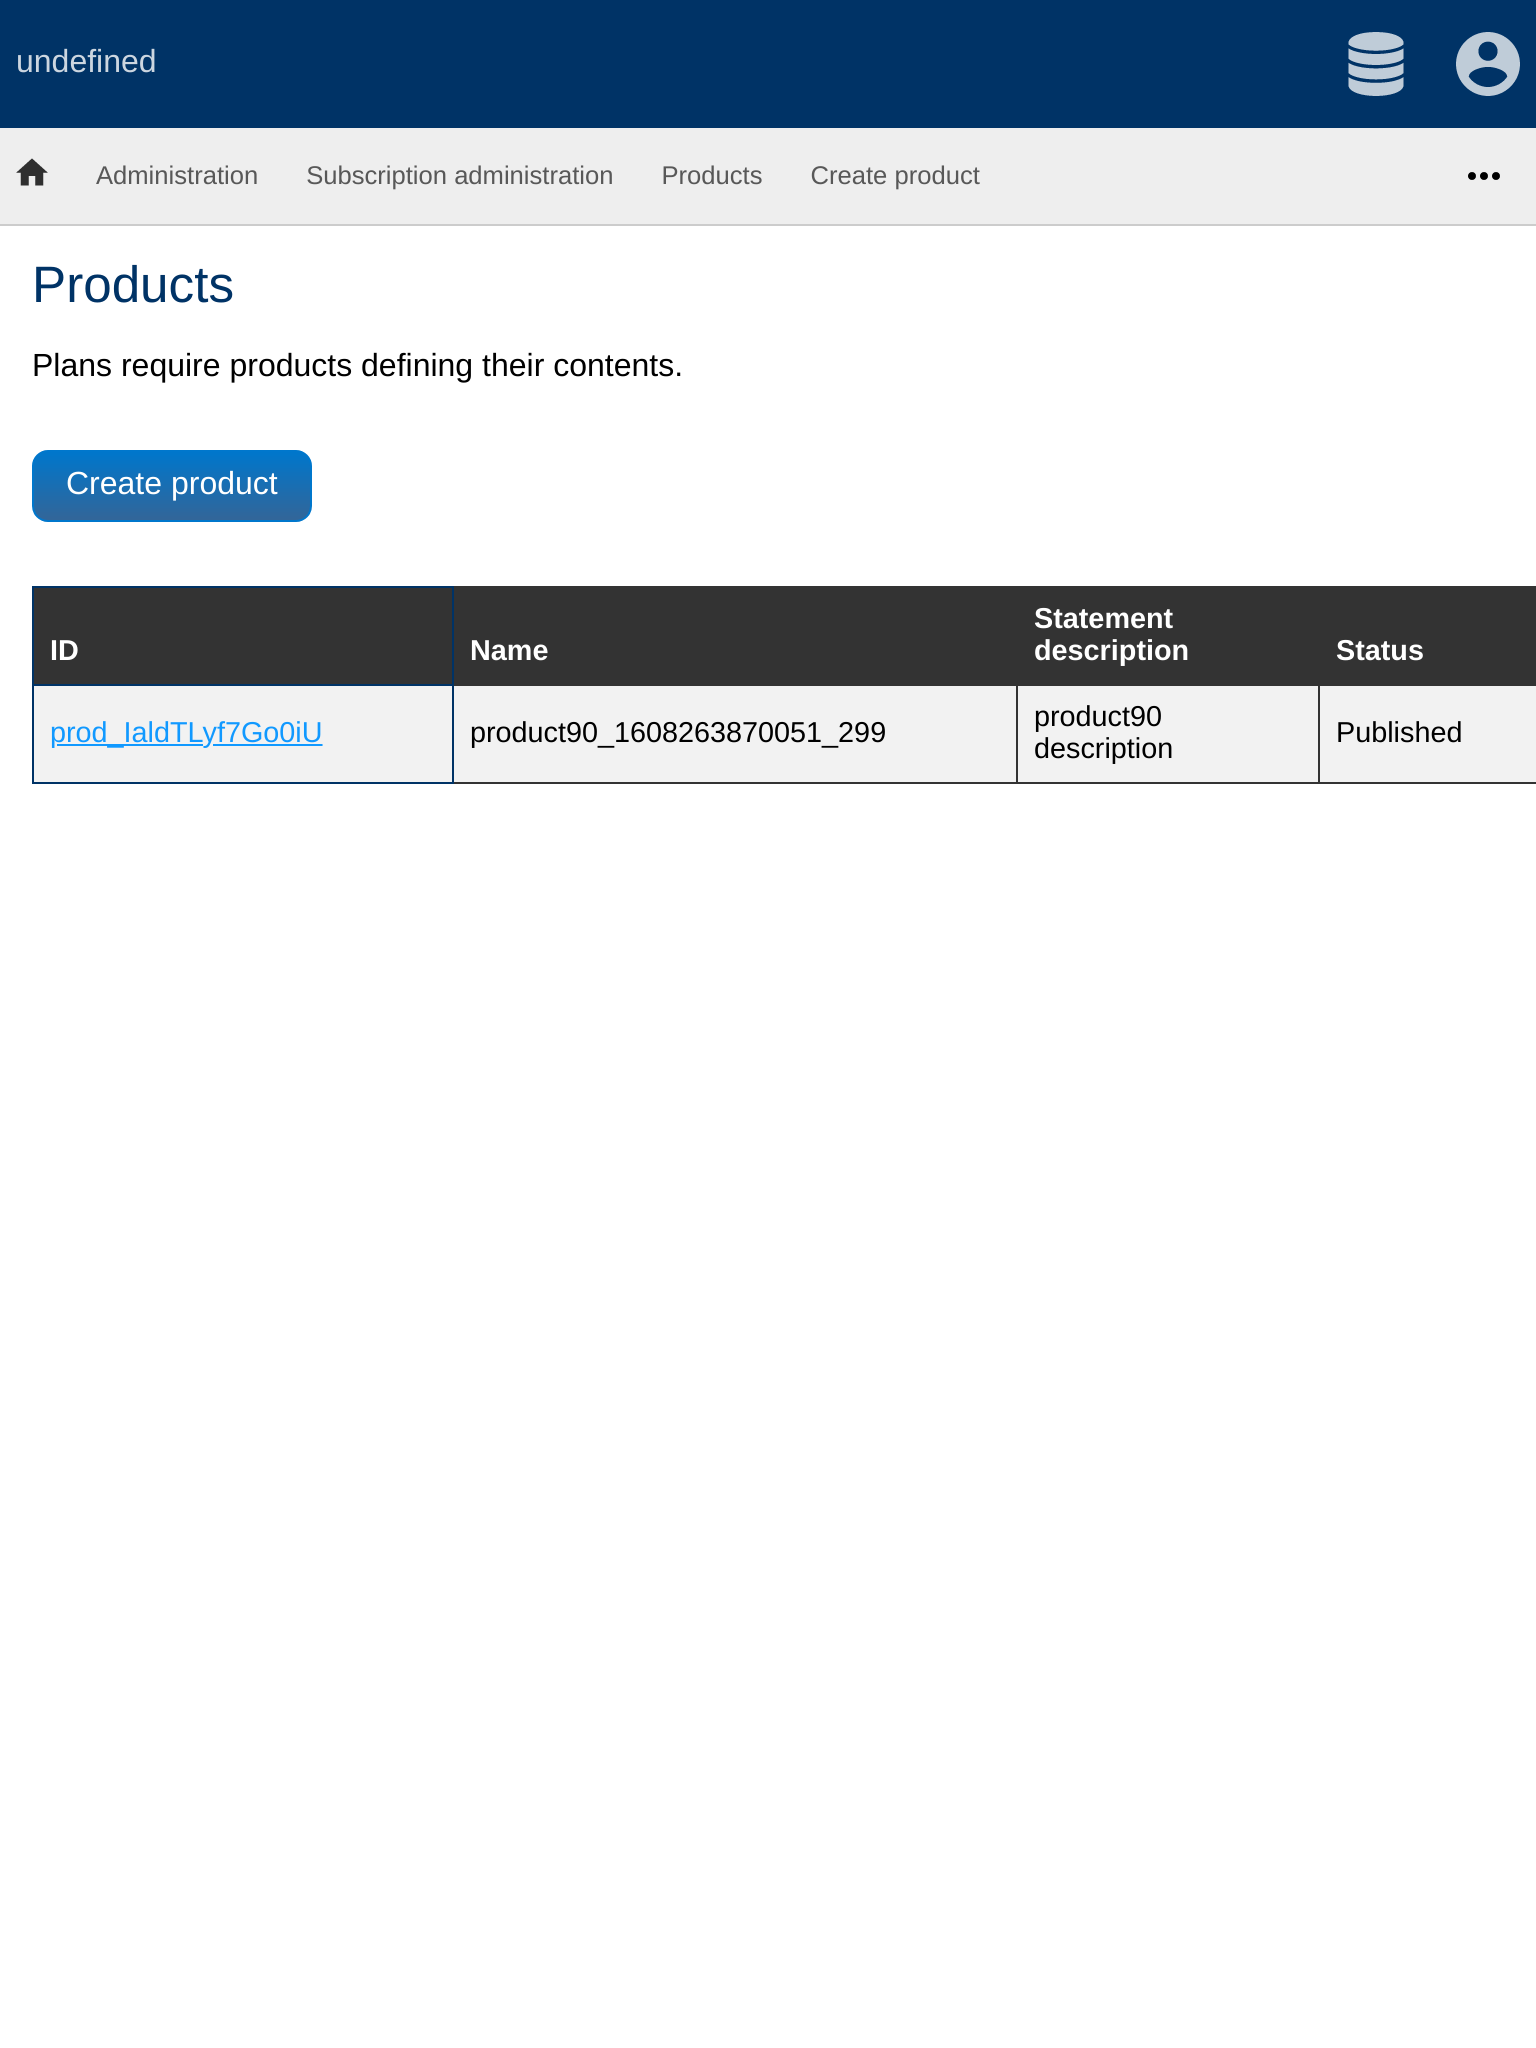 undefined
Administration Subscription administration Products Create product
Products
Plans require products defining their contents.
Create product
ID Name Statement description Status
prod_IaldTLyf7Go0iU product90_1608263870051_299 product90 description Published